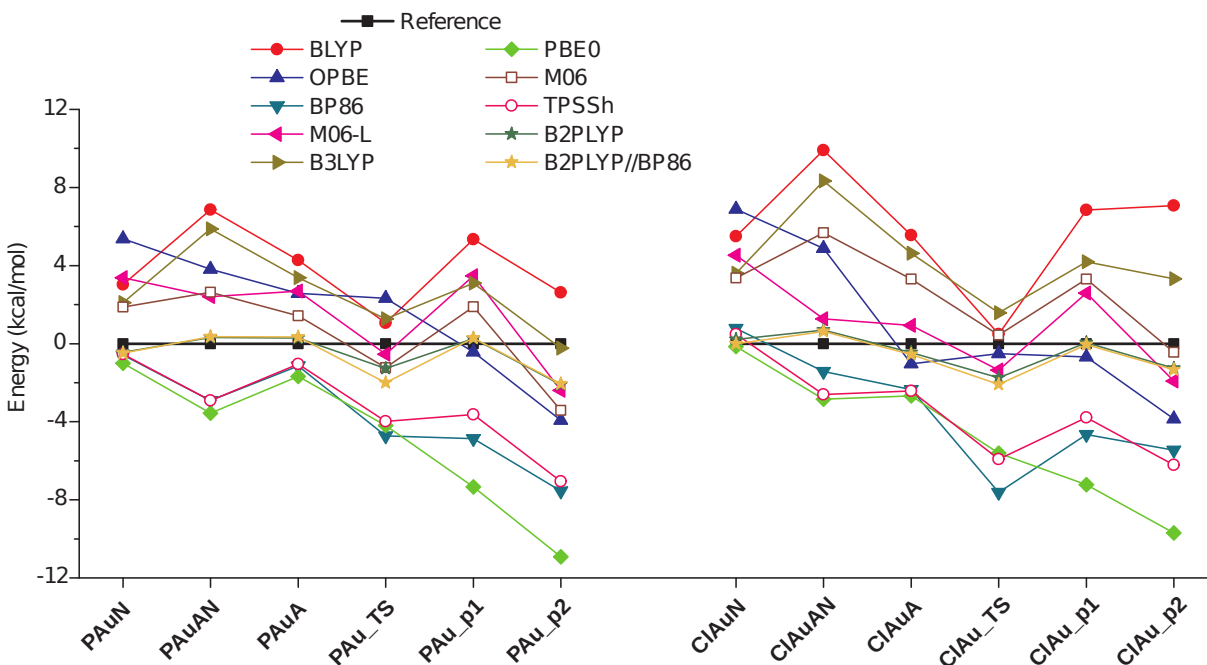 Reference
BLYP PBE0
OPBE M06
BP86 TPSSh
M06-L B2PLYP
B3LYP B2PLYP//BP86
Energy (kcal/mol)
12
8
4
0
-4
-8
-12
PAuN PAuAN PAuA PAu_TS PAu_p1 PAu_p2 ClAuN ClAuAN ClAuA ClAu_TS ClAu_p1 ClAu_p2